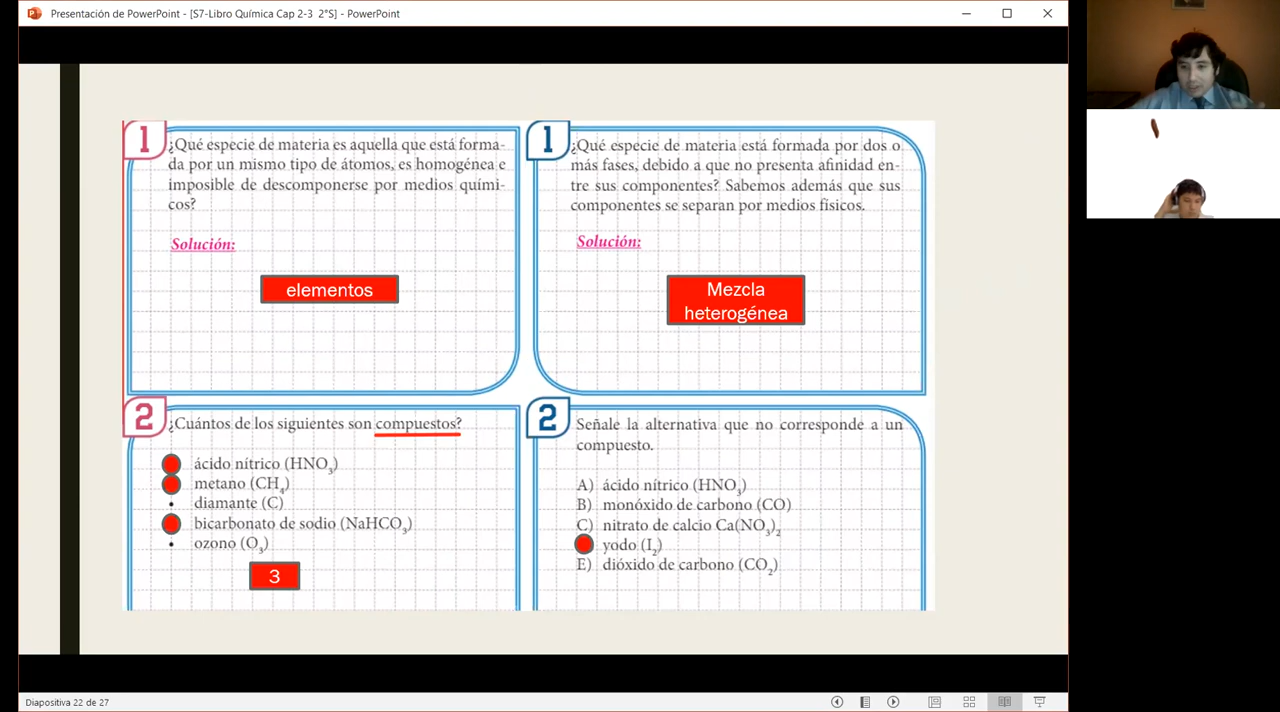 Presentación de PowerPoint - [S7-Libro Química Cap 2-3 2°S] - PowerPoint
1
¿Qué especie de materia es aquella que está forma-
da por un mismo tipo de átomos, es homogénea e
imposible de descomponerse por medios quími-
cos?
Solución:
elementos
1
¿Qué especie de materia está formada por dos o
más fases, debido a que no presenta afinidad en-
tre sus componentes? Sabemos además que sus
componentes se separan por medios físicos.
Solución:
Mezcla
heterogénea
2
¿Cuántos de los siguientes son compuestos?
ácido nítrico (HNO3)
metano (CH4)
• diamante (C)
bicarbonato de sodio (NaHCO3)
• ozono (O3)
3
2
Señale la alternativa que no corresponde a un
compuesto.
A) ácido nítrico (HNO3)
B) monóxido de carbono (CO)
C) nitrato de calcio Ca(NO3)2
yodo (I2)
E) dióxido de carbono (CO2)
Diapositiva 22 de 27